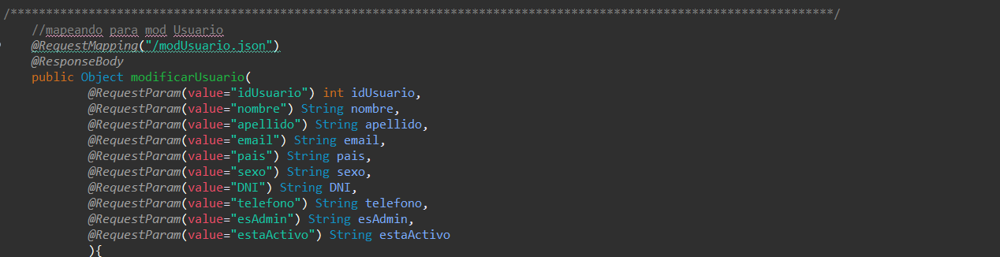 /*******************************************************************************************************************/
//mapeando para mod Usuario
@RequestMapping("/modUsuario.json")
@ResponseBody
public Object modificarUsuario(
@RequestParam(value="idUsuario") int idUsuario,
@RequestParam(value="nombre") String nombre,
@RequestParam(value="apellido") String apellido,
@RequestParam(value="email") String email,
@RequestParam(value="pais") String pais,
@RequestParam(value="sexo") String sexo,
@RequestParam(value="DNI") String DNI,
@RequestParam(value="telefono") String telefono,
@RequestParam(value="esAdmin") String esAdmin,
@RequestParam(value="estaActivo") String estaActivo
){